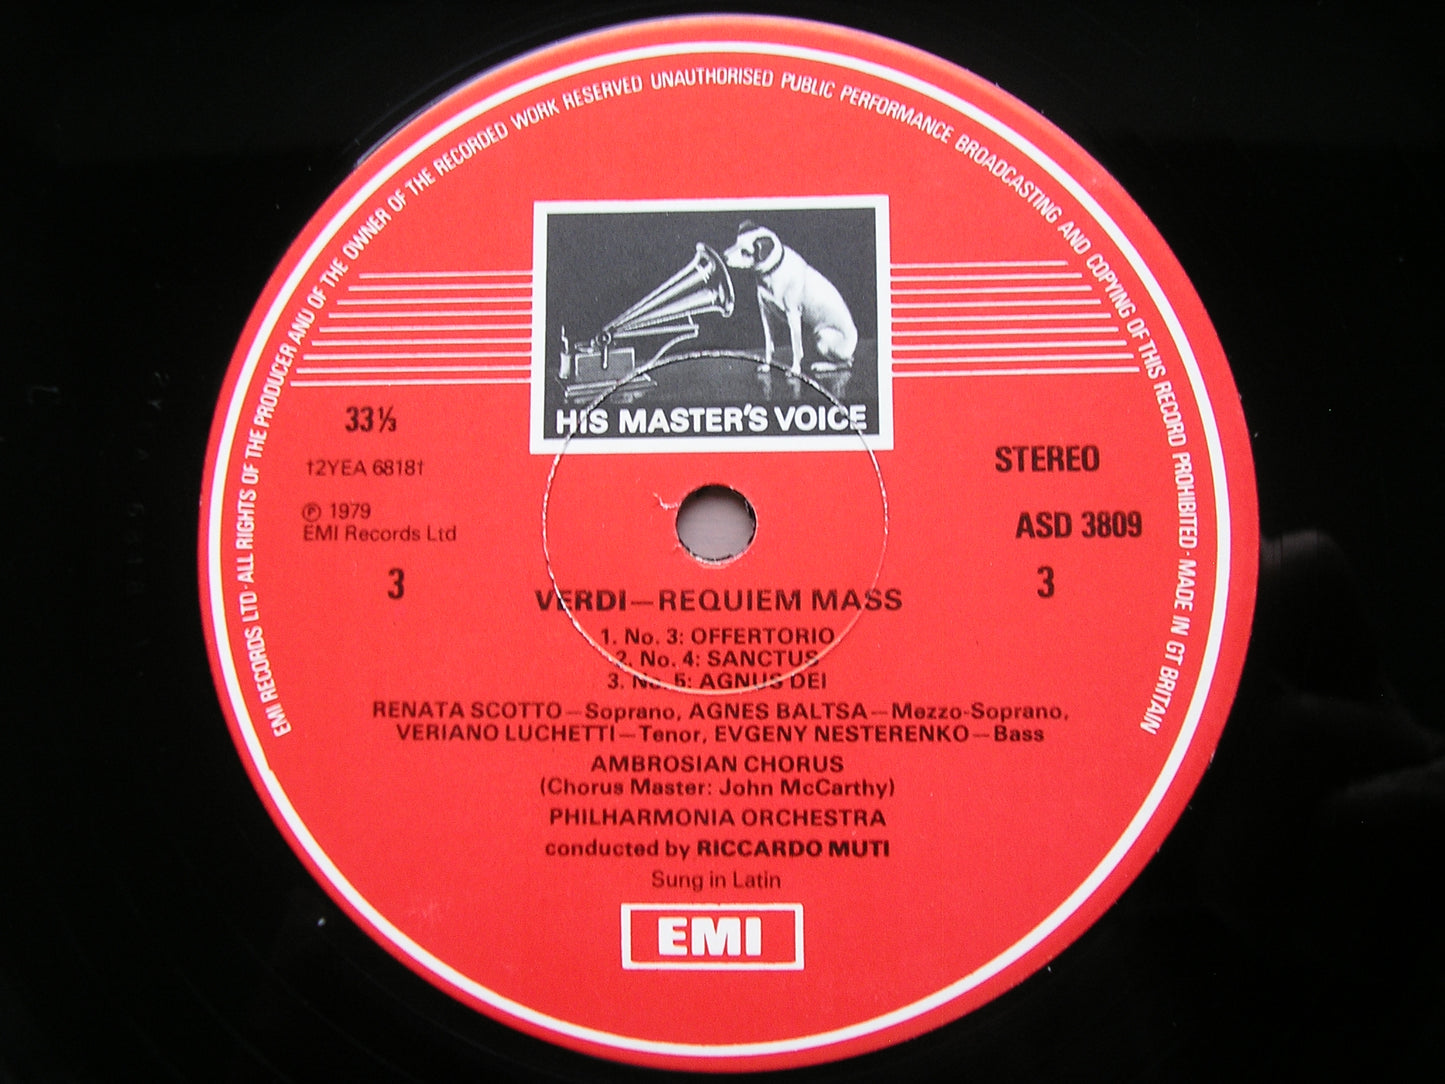 EMI RECORDS LTD · ALL RIGHTS OF THE PRODUCER AND OF THE OWNER OF THE RECORDED WORK RESERVED UNAUTHORISED PUBLIC PERFORMANCE BROADCASTING AND COPYING OF THIS RECORD PROHIBITED · MADE IN GT BRITAIN
HIS MASTER'S VOICE
33⅓
†2YEA 6818†
℗ 1979
EMI Records Ltd
3
STEREO
ASD 3809
3
VERDI—REQUIEM MASS
1. No. 3: OFFERTORIO
2. No. 4: SANCTUS
3. No. 5: AGNUS DEI
RENATA SCOTTO—Soprano, AGNES BALTSA—Mezzo-Soprano,
VERIANO LUCHETTI—Tenor, EVGENY NESTERENKO—Bass
AMBROSIAN CHORUS
(Chorus Master: John McCarthy)
PHILHARMONIA ORCHESTRA
conducted by RICCARDO MUTI
Sung in Latin
EMI